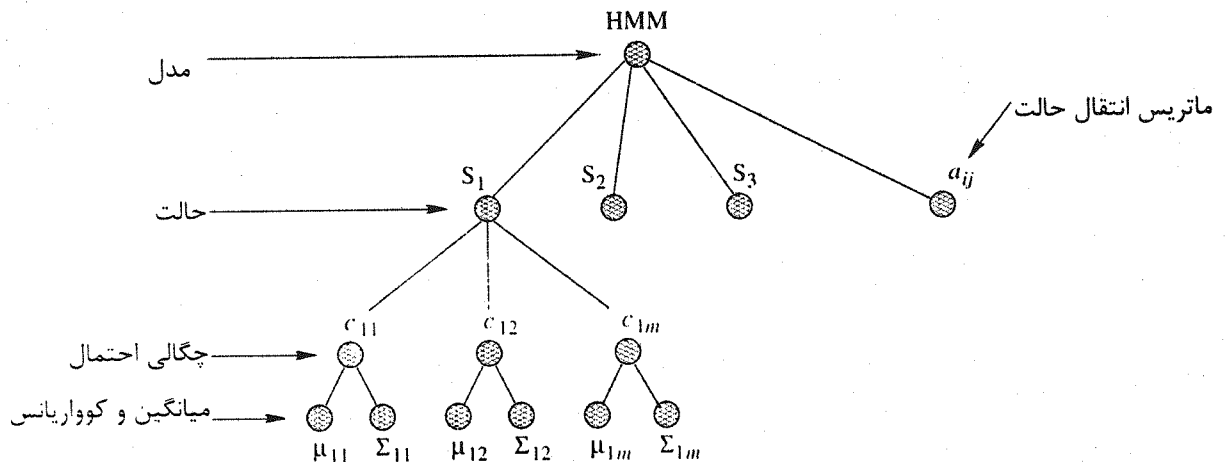 HMM
مدل
ماتریس انتقال حالت
S₁ S₂ S₃ aᵢⱼ
حالت
c₁₁ c₁₂ c₁ₘ
چگالی احتمال
میانگین و کوواریانس
μ₁₁ Σ₁₁ μ₁₂ Σ₁₂ μ₁ₘ Σ₁ₘ